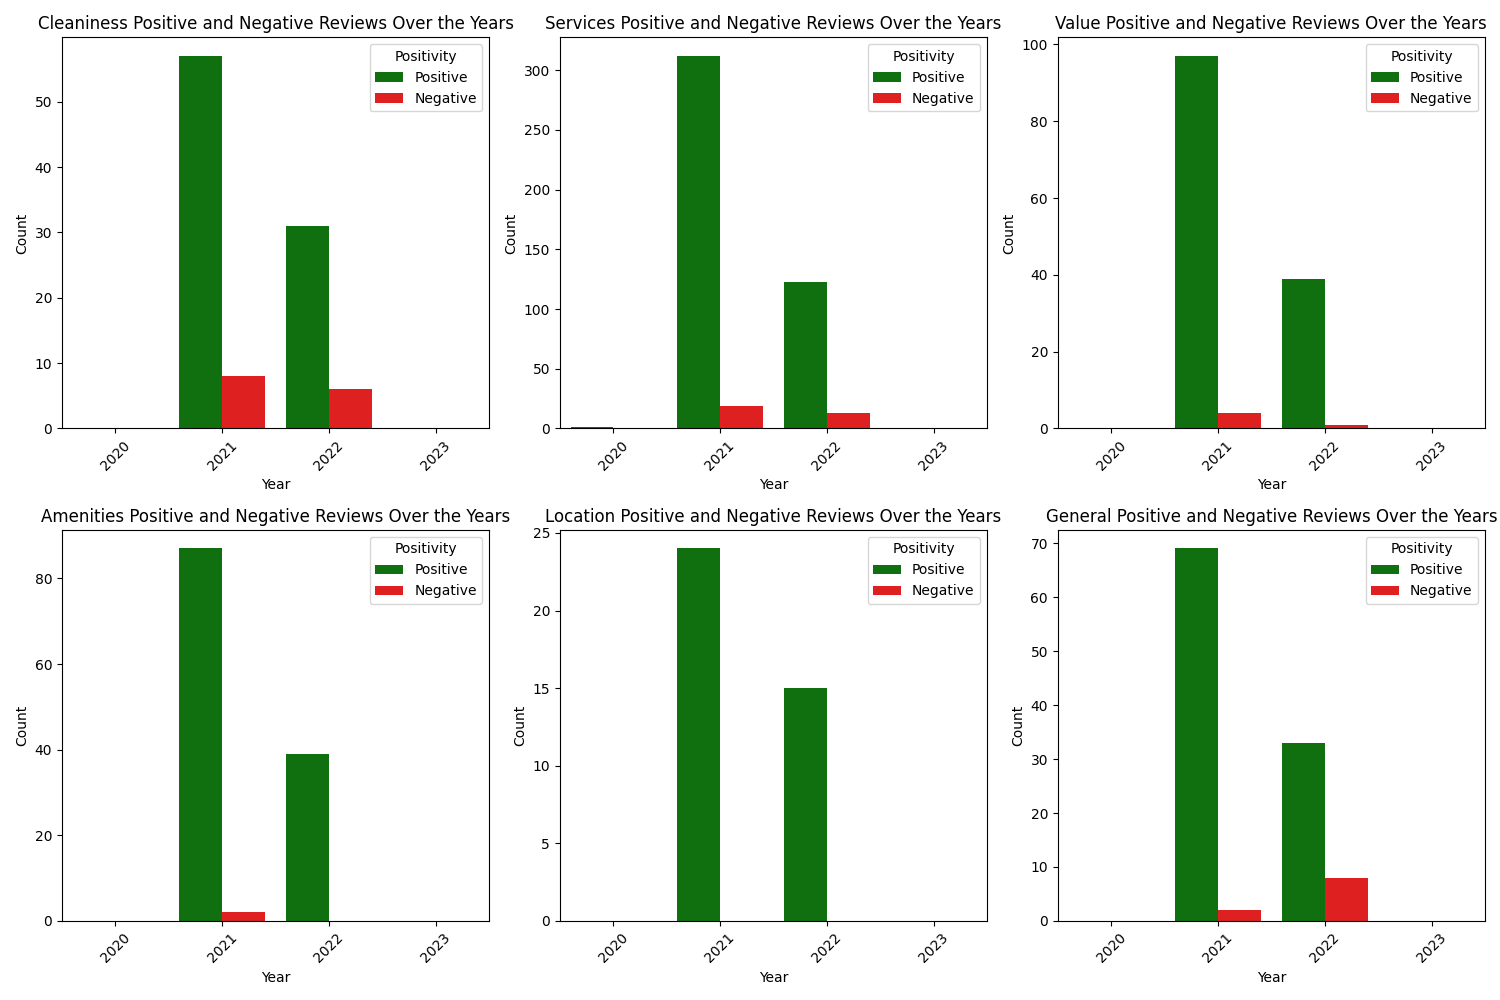 Cleaniness Positive and Negative Reviews Over the Years
Positivity
Positive
Negative
50
40
30
20
10
0
Count
2020
2021
2022
2023
Year
Services Positive and Negative Reviews Over the Years
Positivity
Positive
Negative
300
250
200
150
100
50
0
Count
2020
2021
2022
2023
Year
Value Positive and Negative Reviews Over the Years
Positivity
Positive
Negative
100
80
60
40
20
0
Count
2020
2021
2022
2023
Year
Amenities Positive and Negative Reviews Over the Years
Positivity
Positive
Negative
80
60
40
20
0
Count
2020
2021
2022
2023
Year
Location Positive and Negative Reviews Over the Years
Positivity
Positive
Negative
25
20
15
10
5
0
Count
2020
2021
2022
2023
Year
General Positive and Negative Reviews Over the Years
Positivity
Positive
Negative
70
60
50
40
30
20
10
0
Count
2020
2021
2022
2023
Year